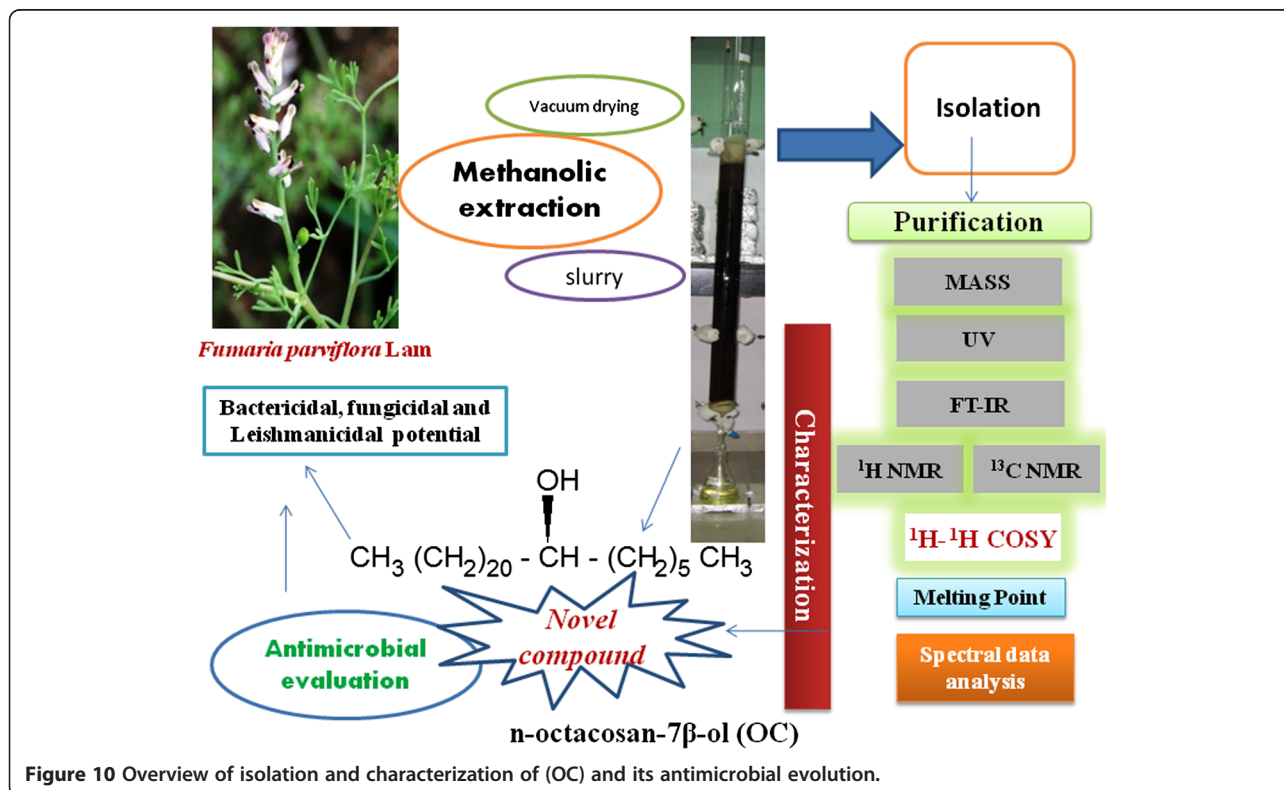 Vacuum drying
Methanolic
extraction
slurry
Isolation
Purification
MASS
UV
FT-IR
¹H NMR
¹³C NMR
¹H- ¹H COSY
Melting Point
Spectral data
analysis
Characterization
Fumaria parviflora Lam
Bactericidal, fungicidal and
Leishmanicidal potential
OH
CH₃ (CH₂)₂₀ - CH - (CH₂)₅ CH₃
Novel
compound
Antimicrobial
evaluation
n-octacosan-7β-ol (OC)
Figure 10 Overview of isolation and characterization of (OC) and its antimicrobial evolution.